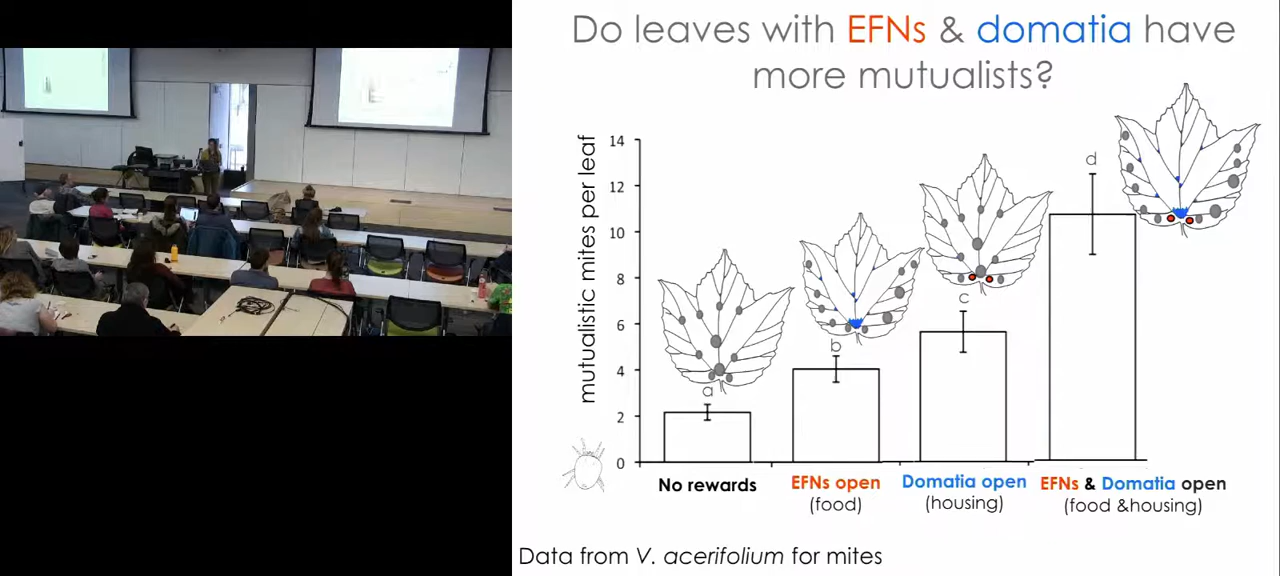 Do leaves with EFNs & domatia have
more mutualists?
mutualistic mites per leaf
14
12
10
8
6
4
2
0
a
b
c
d
No rewards
EFNs open
(food)
Domatia open
(housing)
EFNs & Domatia open
(food &housing)
Data from V. acerifolium for mites